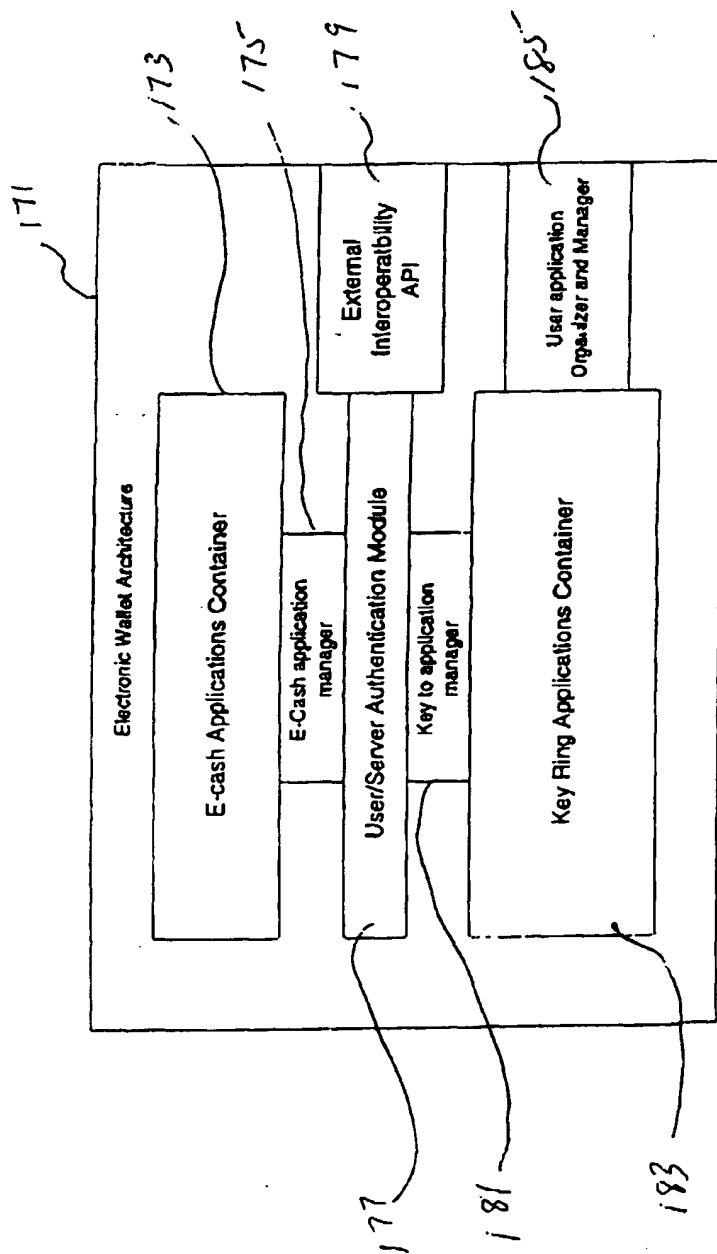 171
173
175
179
185
Electronic Wallet Architecture
E-cash Applications Container
E-Cash application
manager
User/Server Authentication Module
External
Interoperatbility
API
Key to application
manager
Key Ring Applications Container
User application
Organizer and Manager
177
181
183